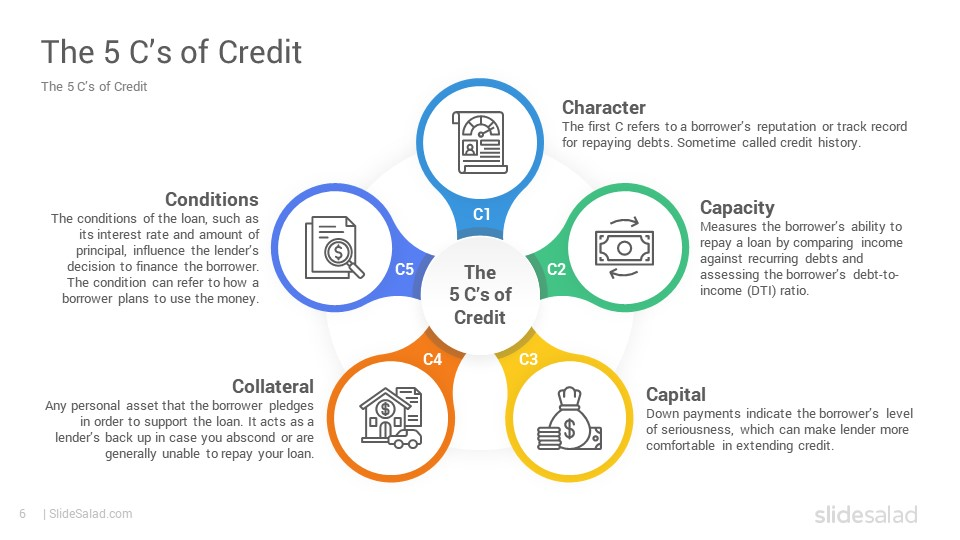 The 5 C's of Credit
The 5 C's of Credit
Character
The first C refers to a borrower's reputation or track record
for repaying debts. Sometime called credit history.
C1
Conditions
The conditions of the loan, such as
its interest rate and amount of
principal, influence the lender's
decision to finance the borrower.
The condition can refer to how a
borrower plans to use the money.
C5
Capacity
Measures the borrower's ability to
repay a loan by comparing income
against recurring debts and
assessing the borrower's debt-to-
income (DTI) ratio.
C2
The
5 C's of
Credit
C4
C3
Collateral
Any personal asset that the borrower pledges
in order to support the loan. It acts as a
lender's back up in case you abscond or are
generally unable to repay your loan.
Capital
Down payments indicate the borrower's level
of seriousness, which can make lender more
comfortable in extending credit.
$
$
$
6 | SlideSalad.com
slidesalad